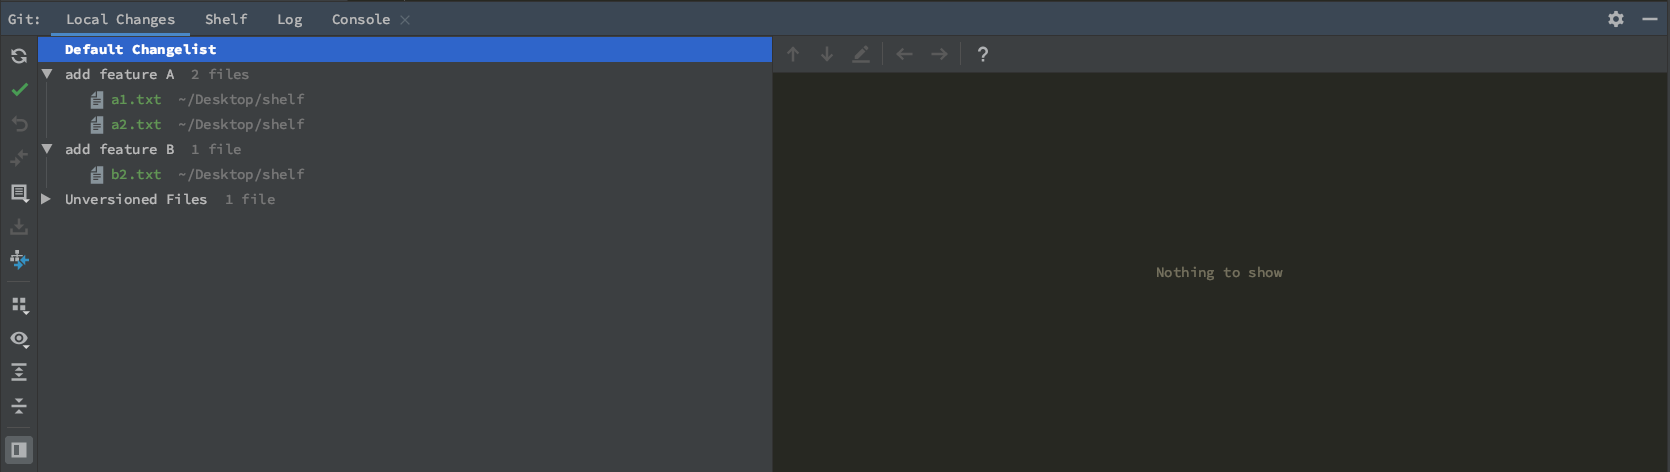 Git: Local Changes Shelf Log Console
Default Changelist
add feature A 2 files
a1.txt ~/Desktop/shelf
a2.txt ~/Desktop/shelf
add feature B 1 file
b2.txt ~/Desktop/shelf
Unversioned Files 1 file
?
Nothing to show